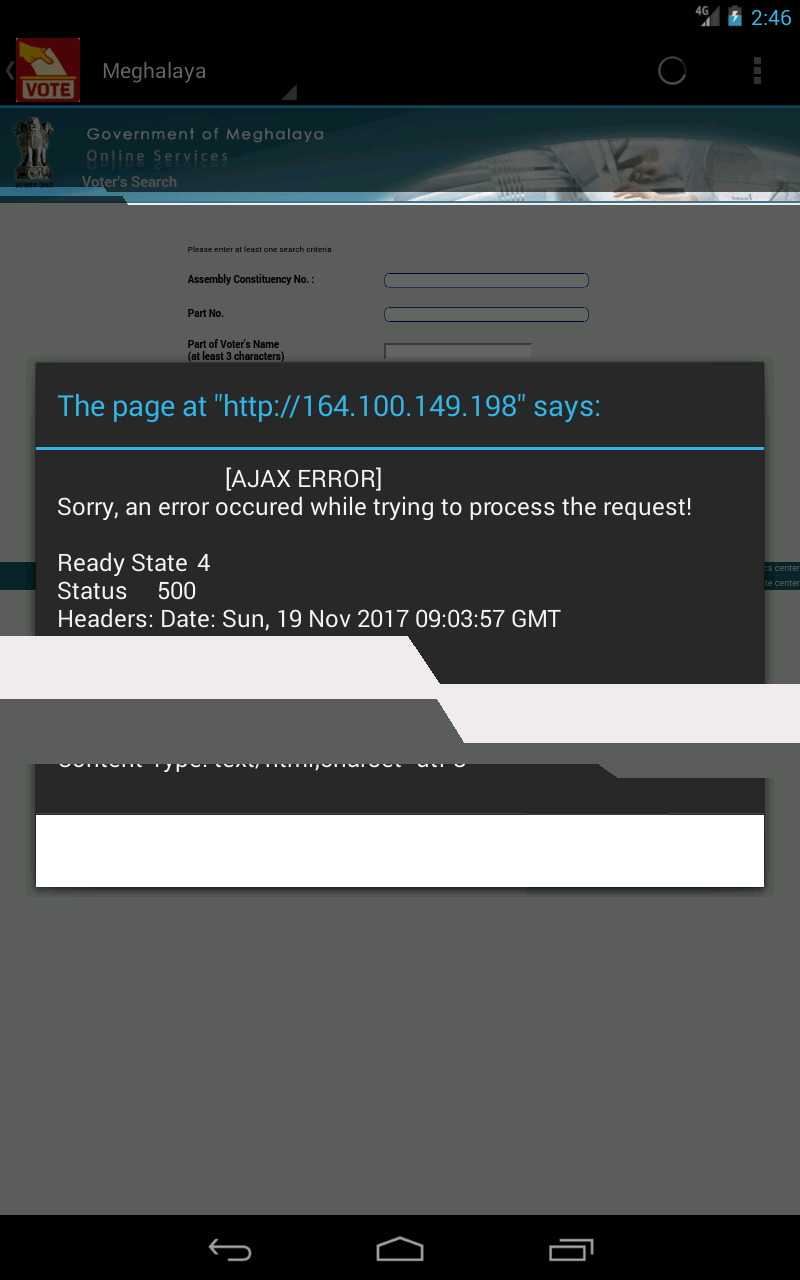 4G 2:46
VOTE Meghalaya
Government of Meghalaya
Online Services
Voter's Search
Please enter at least one search criteria
Assembly Constituency No. :
Part No.
Part of Voter's Name
(at least 3 characters)
The page at "http://164.100.149.198" says:
[AJAX ERROR]
Sorry, an error occured while trying to process the request!
Ready State 4
Status 500
cs center
te center
Headers: Date: Sun, 19 Nov 2017 09:03:57 GMT